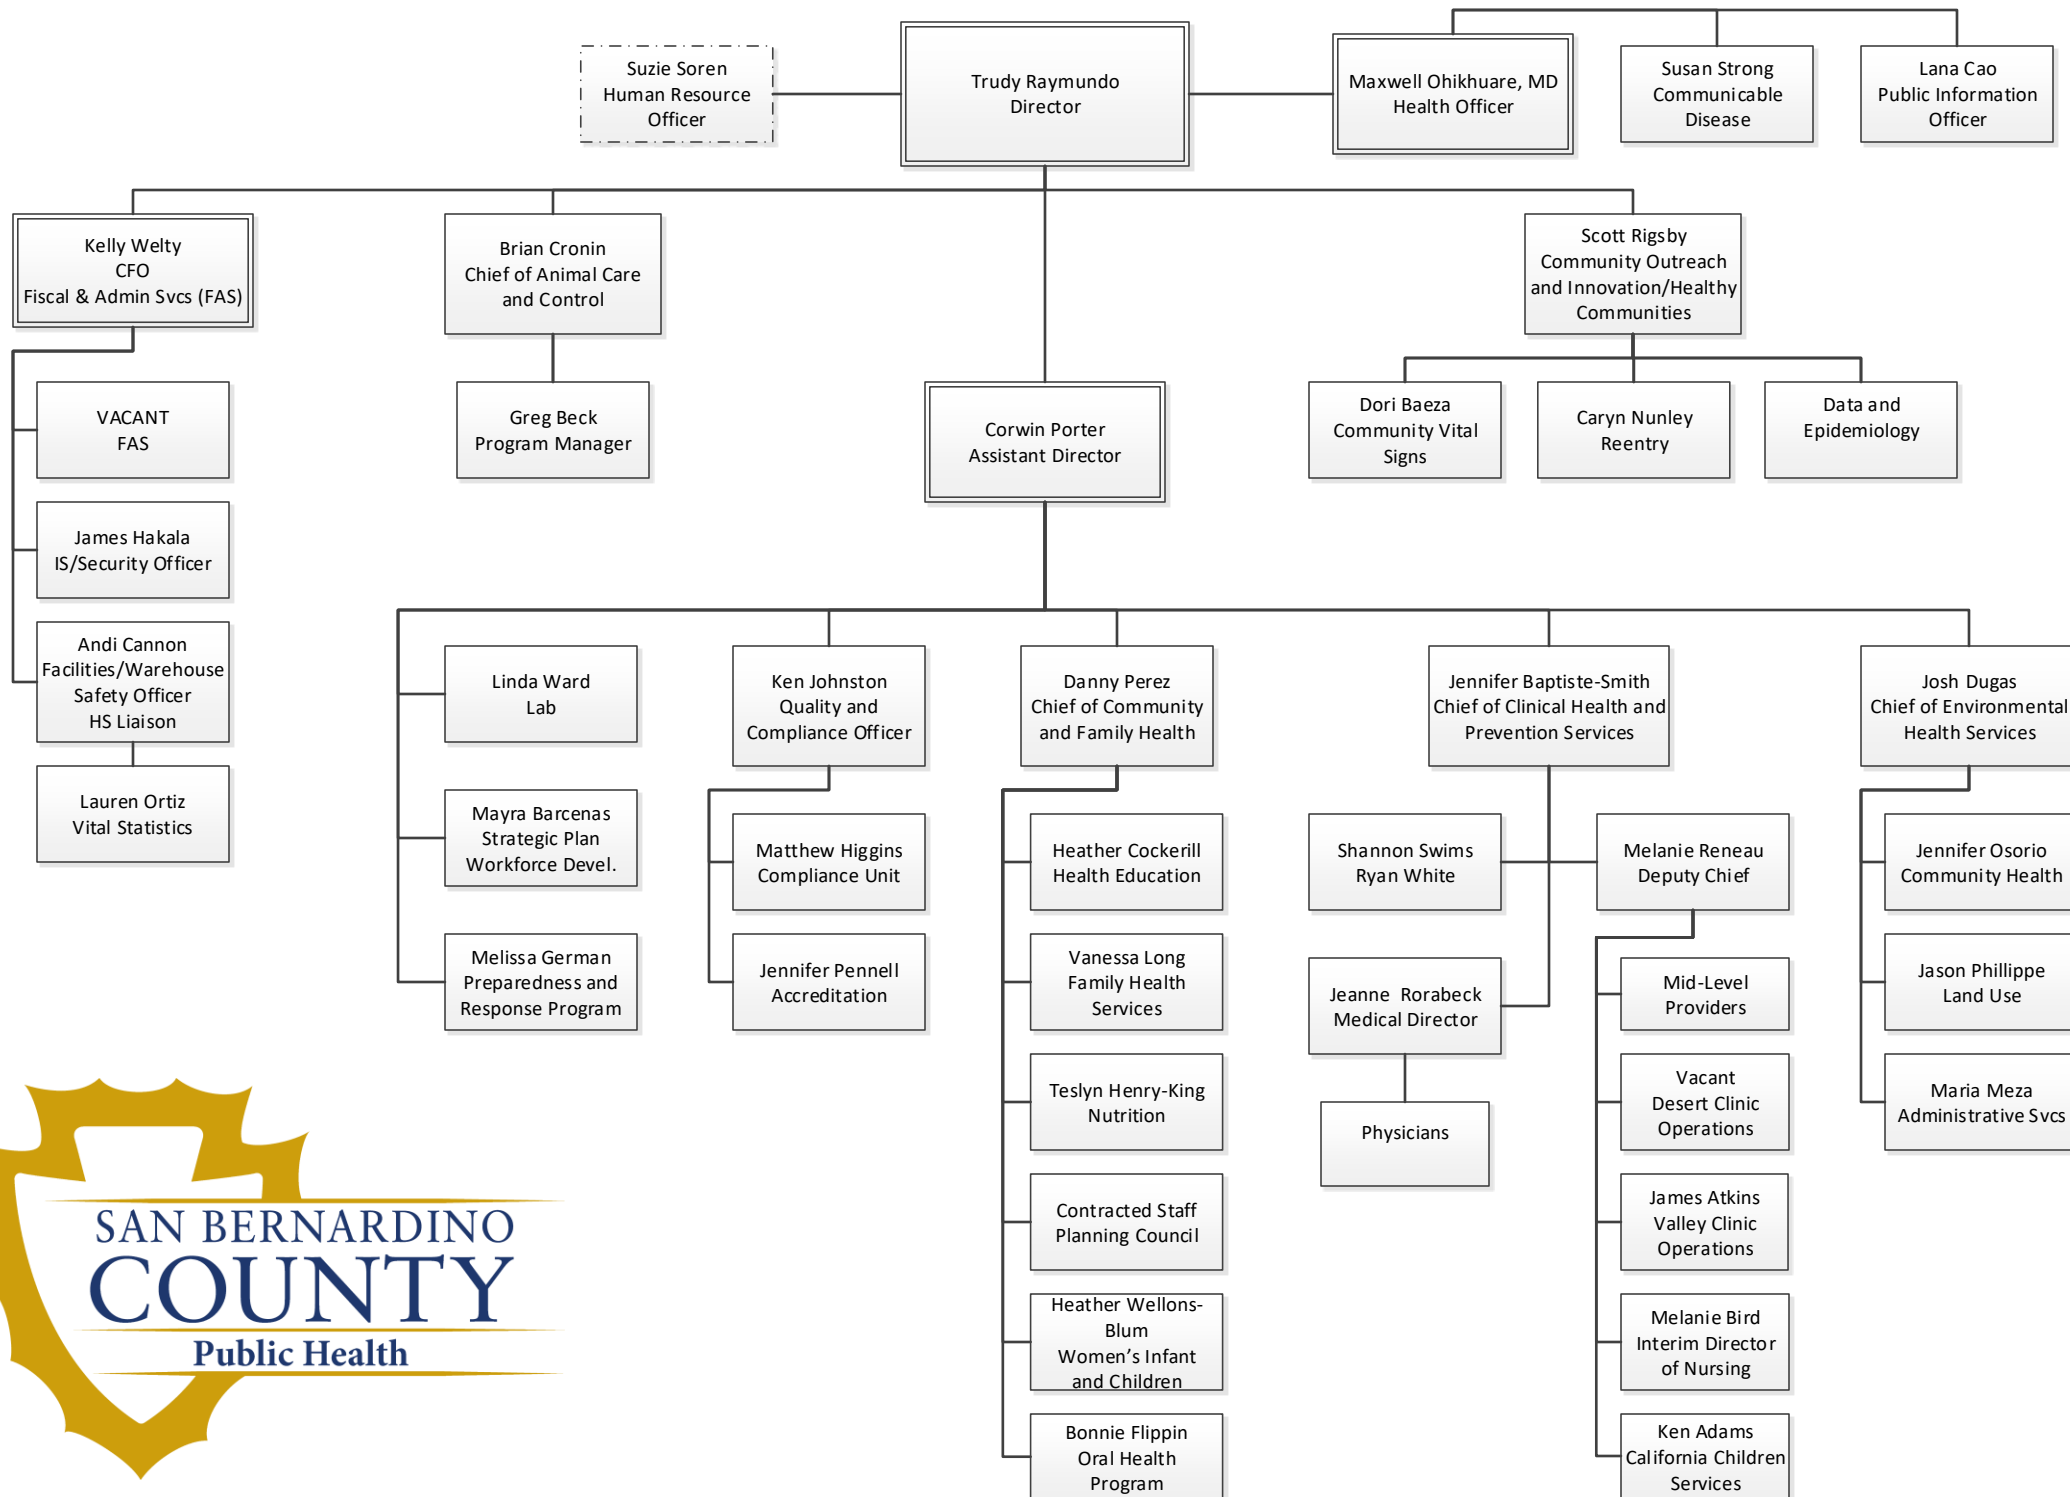 Suzie Soren
Human Resource
Officer
Trudy Raymundo
Director
Maxwell Ohikhuare, MD
Health Officer
Susan Strong
Communicable
Disease
Lana Cao
Public Information
Officer
Kelly Welty
CFO
Fiscal & Admin Svcs (FAS)
Brian Cronin
Chief of Animal Care
and Control
Scott Rigsby
Community Outreach
and Innovation/Healthy
Communities
VACANT
FAS
Greg Beck
Program Manager
Corwin Porter
Assistant Director
Dori Baeza
Community Vital
Signs
Caryn Nunley
Reentry
Data and
Epidemiology
James Hakala
IS/Security Officer
Andi Cannon
Facilities/Warehouse
Safety Officer
HS Liaison
Lauren Ortiz
Vital Statistics
Linda Ward
Lab
Mayra Barcenas
Strategic Plan
Workforce Devel.
Melissa German
Preparedness and
Response Program
Ken Johnston
Quality and
Compliance Officer
Matthew Higgins
Compliance Unit
Jennifer Pennell
Accreditation
Danny Perez
Chief of Community
and Family Health
Heather Cockerill
Health Education
Vanessa Long
Family Health
Services
Teslyn Henry-King
Nutrition
Contracted Staff
Planning Council
Heather Wellons-
Blum
Women’s Infant
and Children
Bonnie Flippin
Oral Health
Program
Jennifer Baptiste-Smith
Chief of Clinical Health and
Prevention Services
Shannon Swims
Ryan White
Jeanne  Rorabeck
Medical Director
Physicians
Melanie Reneau
Deputy Chief
Mid-Level
Providers
Vacant
Desert Clinic
Operations
James Atkins
Valley Clinic
Operations
Melanie Bird
Interim Director
of Nursing
Ken Adams
California Children
Services
Josh Dugas
Chief of Environmental
Health Services
Jennifer Osorio
Community Health
Jason Phillippe
Land Use
Maria Meza
Administrative Svcs
SAN BERNARDINO
COUNTY
Public Health